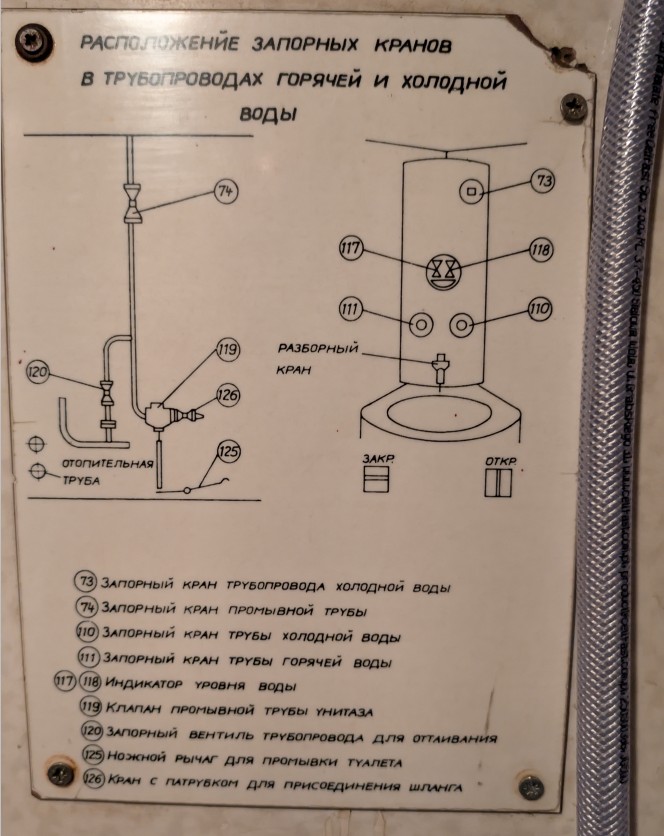 РАСПОЛОЖЕНИЕ ЗАПОРНЫХ КРАНОВ
В ТРУБОПРОВОДАХ ГОРЯЧЕЙ И ХОЛОДНОЙ
ВОДЫ
74
73
117
118
111
110
119
РАЗБОРНЫЙ
КРАН
120
126
125
ОТОПИТЕЛЬНАЯ
ТРУБА
ЗАКР.
ОТКР.
73 ЗАПОРНЫЙ КРАН ТРУБОПРОВОДА ХОЛОДНОЙ ВОДЫ
74 ЗАПОРНЫЙ КРАН ПРОМЫВНОЙ ТРУБЫ
110 ЗАПОРНЫЙ КРАН ТРУБЫ ХОЛОДНОЙ ВОДЫ
111 ЗАПОРНЫЙ КРАН ТРУБЫ ГОРЯЧЕЙ ВОДЫ
117 118 ИНДИКАТОР УРОВНЯ ВОДЫ
119 КЛАПАН ПРОМЫВНОЙ ТРУБЫ УНИТАЗА
120 ЗАПОРНЫЙ ВЕНТИЛЬ ТРУБОПРОВОДА ДЛЯ ОТТАИВАНИЯ
125 НОЖНОЙ РЫЧАГ ДЛЯ ПРОМЫВКИ ТУАЛЕТА
126 КРАН С ПАТРУБКОМ ДЛЯ ПРИСОЕДИНЕНИЯ ШЛАНГА